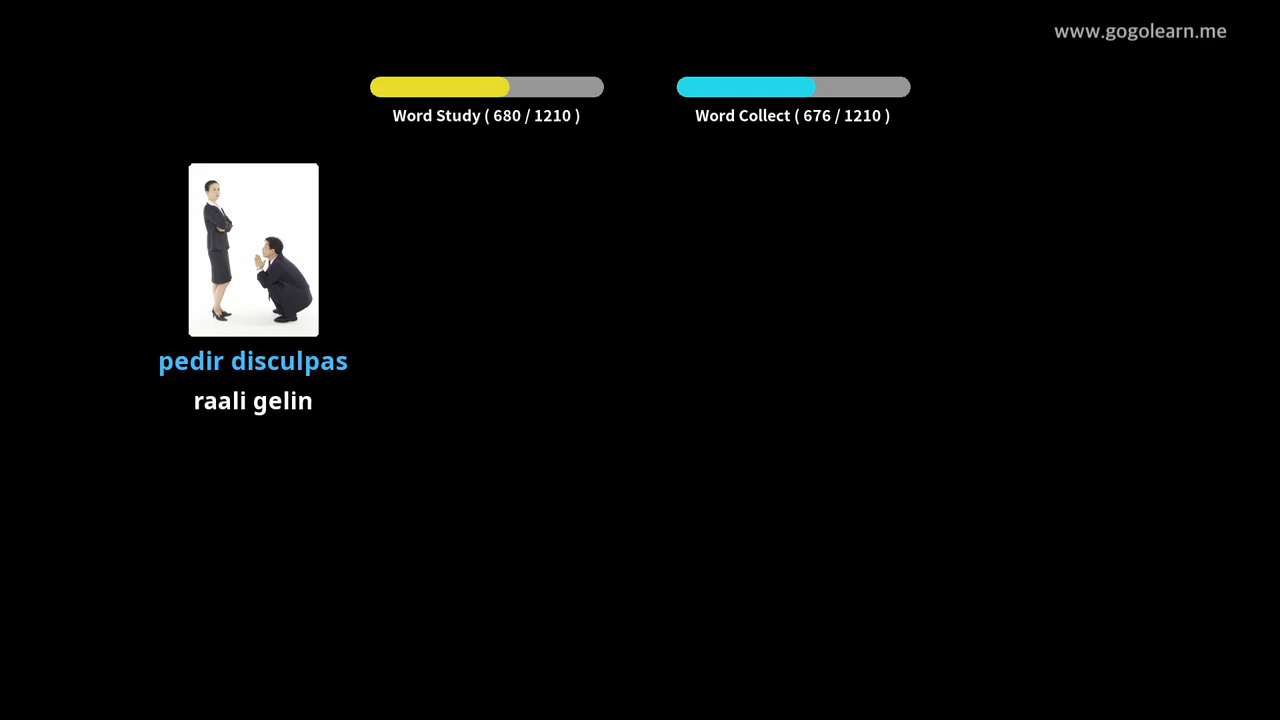 www.gogolearn.me
Word Study ( 680 / 1210 )
Word Collect ( 676 / 1210 )
pedir disculpas
raali gelin